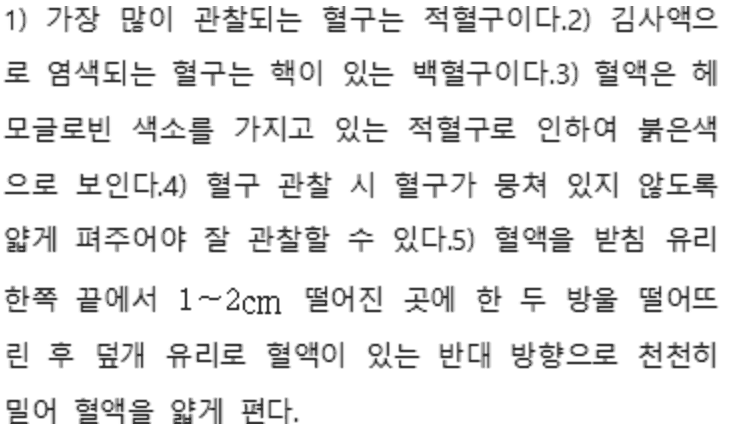 1) 가장 많이 관찰되는 혈구는 적혈구이다.2) 김사액으
로 염색되는 혈구는 핵이 있는 백혈구이다.3) 혈액은 헤
모글로빈 색소를 가지고 있는 적혈구로 인하여 붉은색
으로 보인다.4) 혈구 관찰 시 혈구가 뭉쳐 있지 않도록
얇게 펴주어야 잘 관찰할 수 있다.5) 혈액을 받침 유리
한쪽 끝에서 1～2cm 떨어진 곳에 한 두 방울 떨어뜨
린 후 덮개 유리로 혈액이 있는 반대 방향으로 천천히
밀어 혈액을 얇게 편다.